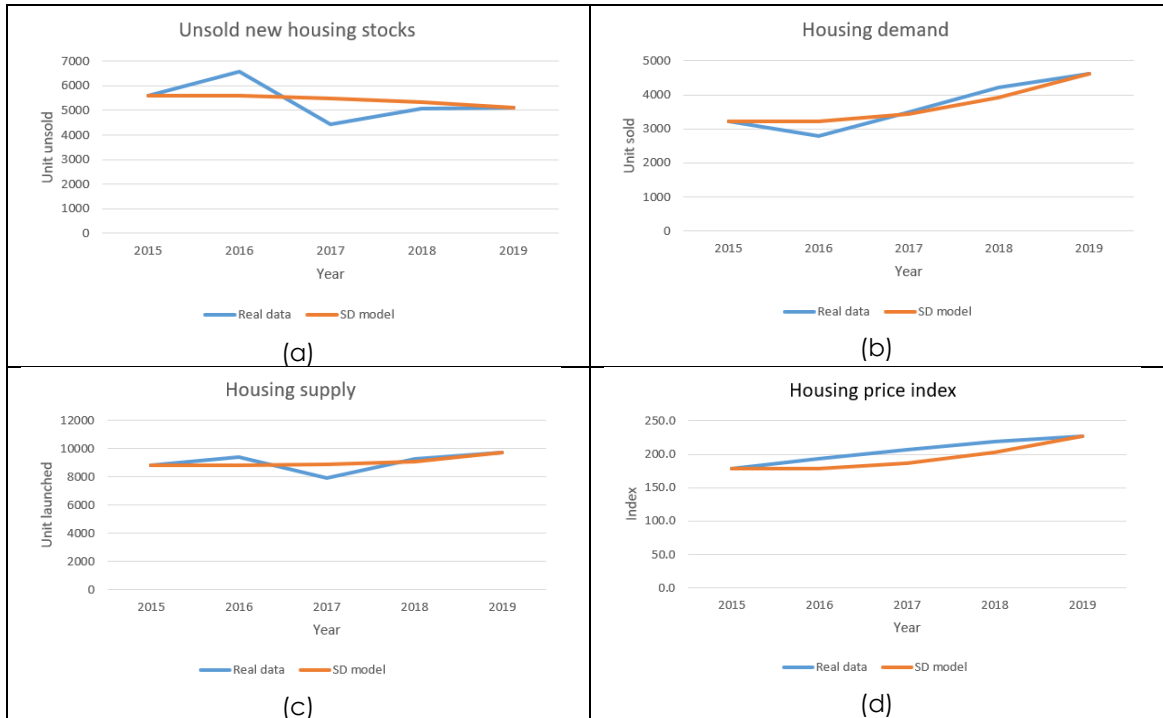 Unsold new housing stocks
7000
6000
5000
4000
3000
2000
1000
0
Unit unsold
2015 2016 2017 2018 2019
Year
Real data SD model
(a)
Housing demand
5000
4000
3000
2000
1000
0
Unit sold
2015 2016 2017 2018 2019
Year
Real data SD model
(b)
Housing supply
12000
10000
8000
6000
4000
2000
0
Unit launched
2015 2016 2017 2018 2019
Year
Real data SD model
(c)
Housing price index
250.0
200.0
150.0
100.0
50.0
0.0
Index
2015 2016 2017 2018 2019
Year
Real data SD model
(d)